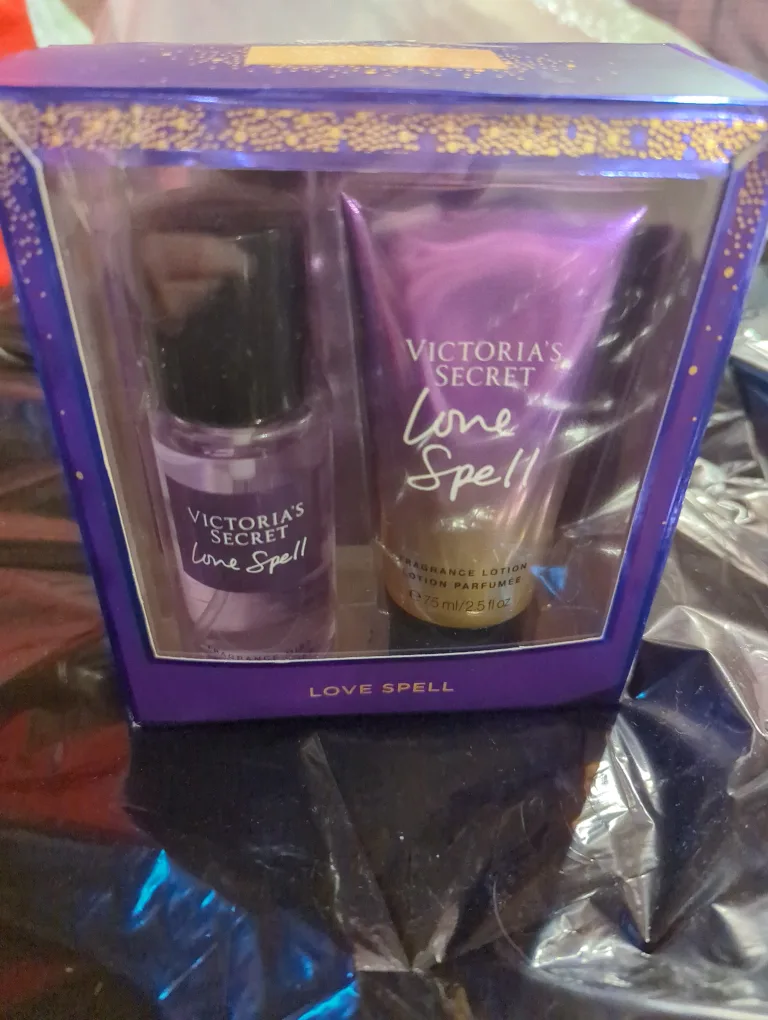 VICTORIA'S
SECRET
Love Spell
VICTORIA'S
SECRET
Love
Spell
FRAGRANCE LOTION
LOTION PARFUMÉE
℮ 75 ml/2.5 fl oz
LOVE SPELL